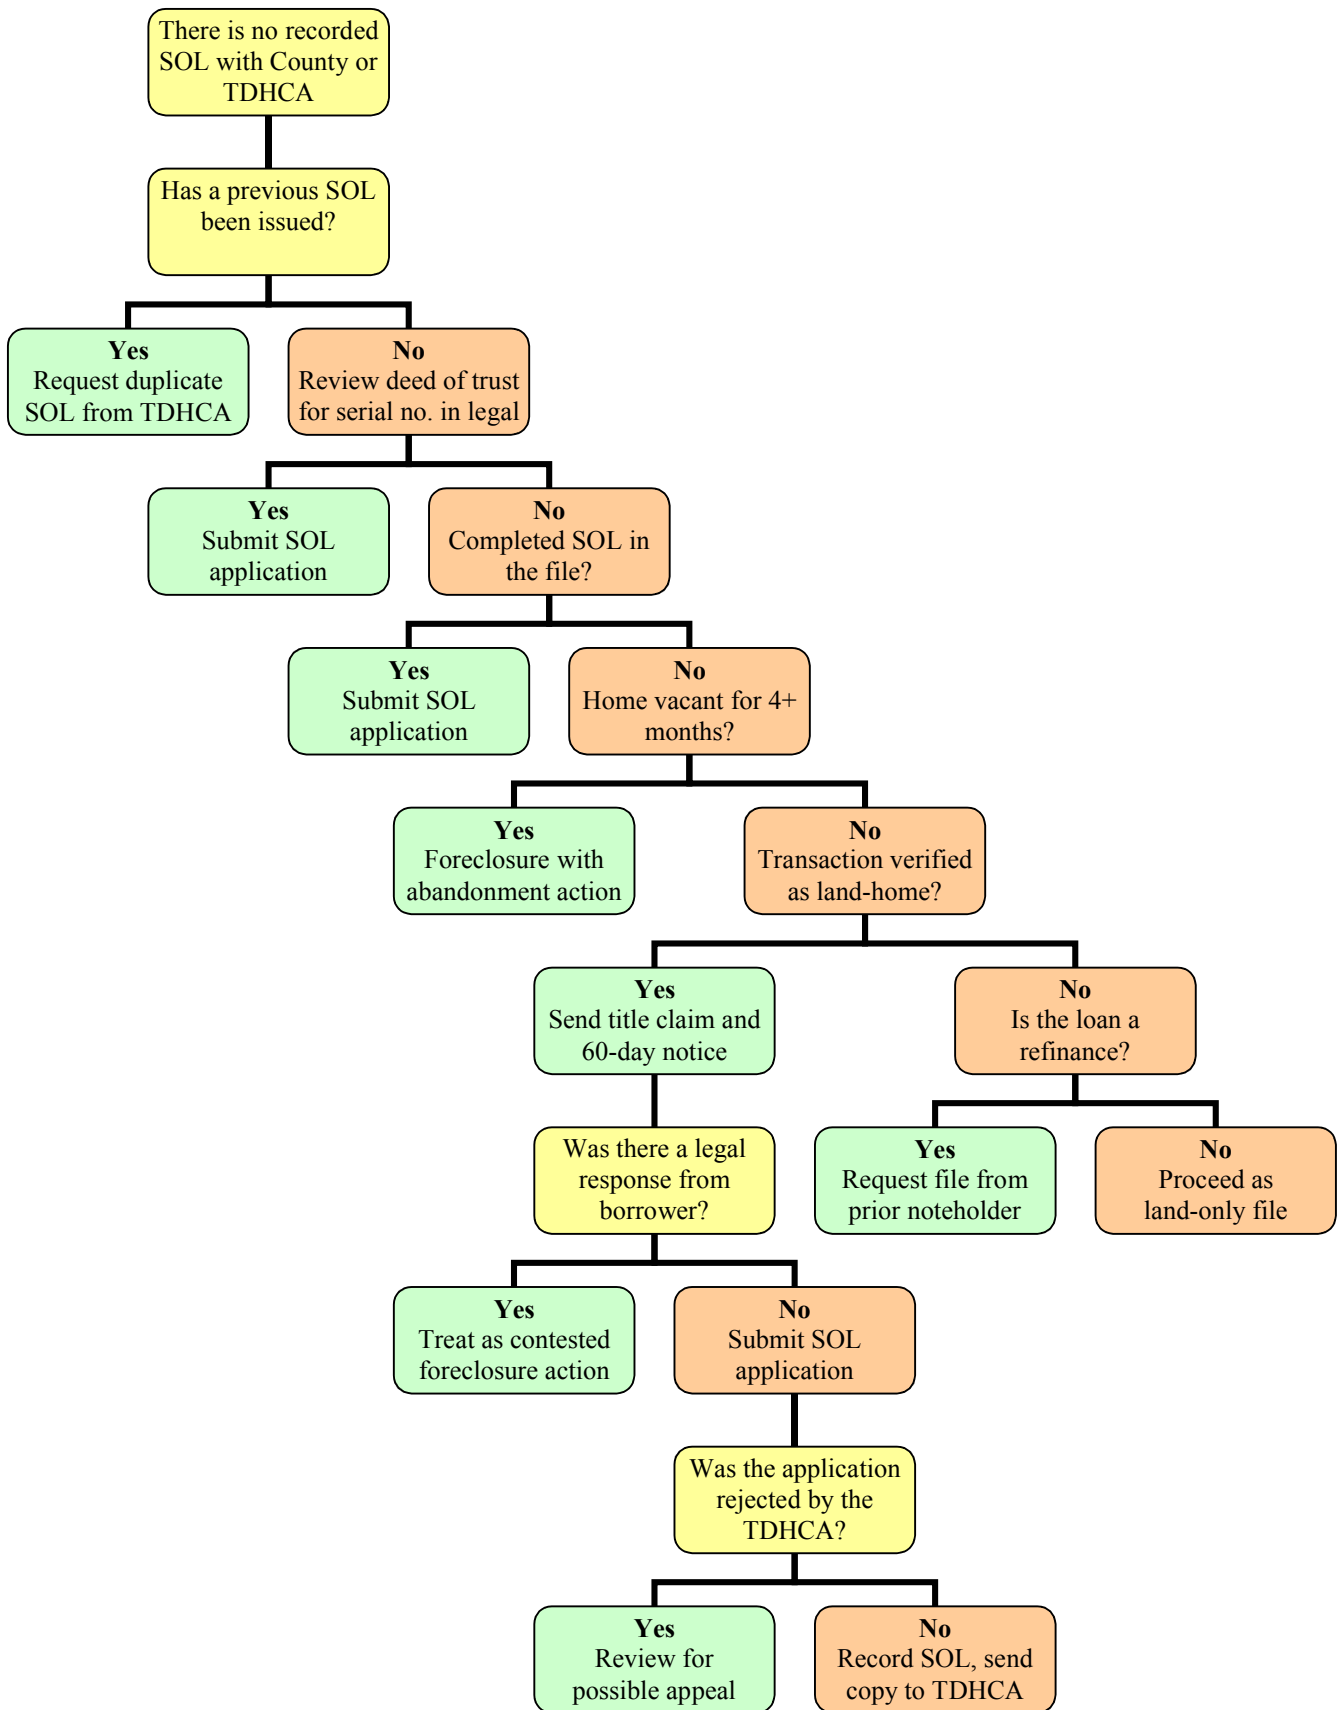 There is no recorded
SOL with County or
TDHCA
Has a previous SOL
been issued?
Yes
Request duplicate
SOL from TDHCA
No
Review deed of trust
for serial no. in legal
Yes
Submit SOL
application
No
Completed SOL in
the file?
Yes
Submit SOL
application
No
Home vacant for 4+
months?
Yes
Foreclosure with
abandonment action
No
Transaction verified
as land-home?
Yes
Send title claim and
60-day notice
No
Is the loan a
refinance?
Was there a legal
response from
borrower?
Yes
Request file from
prior noteholder
No
Proceed as
land-only file
Yes
Treat as contested
foreclosure action
No
Submit SOL
application
Was the application
rejected by the
TDHCA?
Yes
Review for
possible appeal
No
Record SOL, send
copy to TDHCA